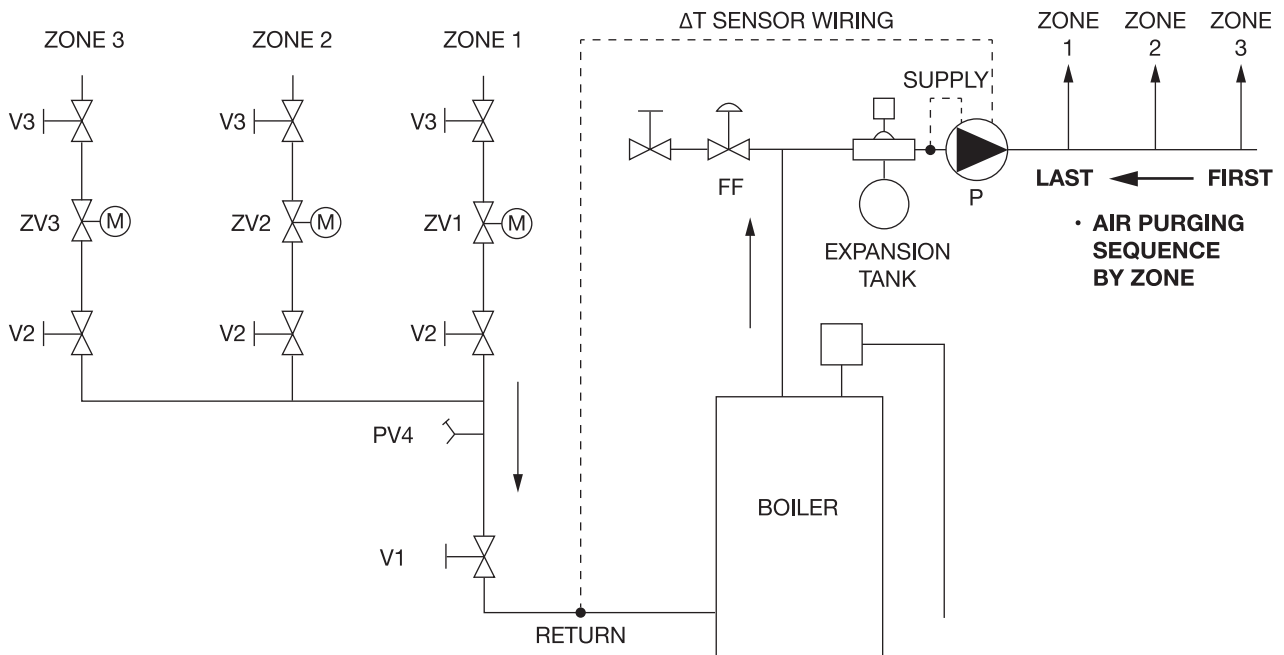 ΔT SENSOR WIRING
ZONE 3
ZONE 2
ZONE 1
ZONE
1
ZONE
2
ZONE
3
SUPPLY
V3
V3
V3
FF
P
LAST
FIRST
ZV3
M
ZV2
M
ZV1
M
EXPANSION
TANK
• AIR PURGING
SEQUENCE
BY ZONE
V2
V2
V2
PV4
BOILER
V1
RETURN